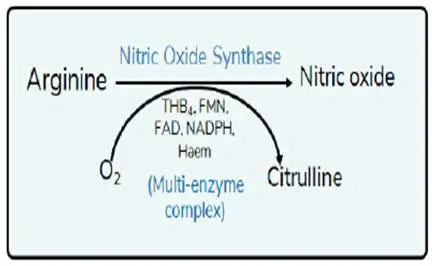 Nitric Oxide Synthase
Arginine
Nitric oxide
THB₄, FMN,
FAD, NADPH,
Haem
O₂
(Multi-enzyme
complex)
Citrulline